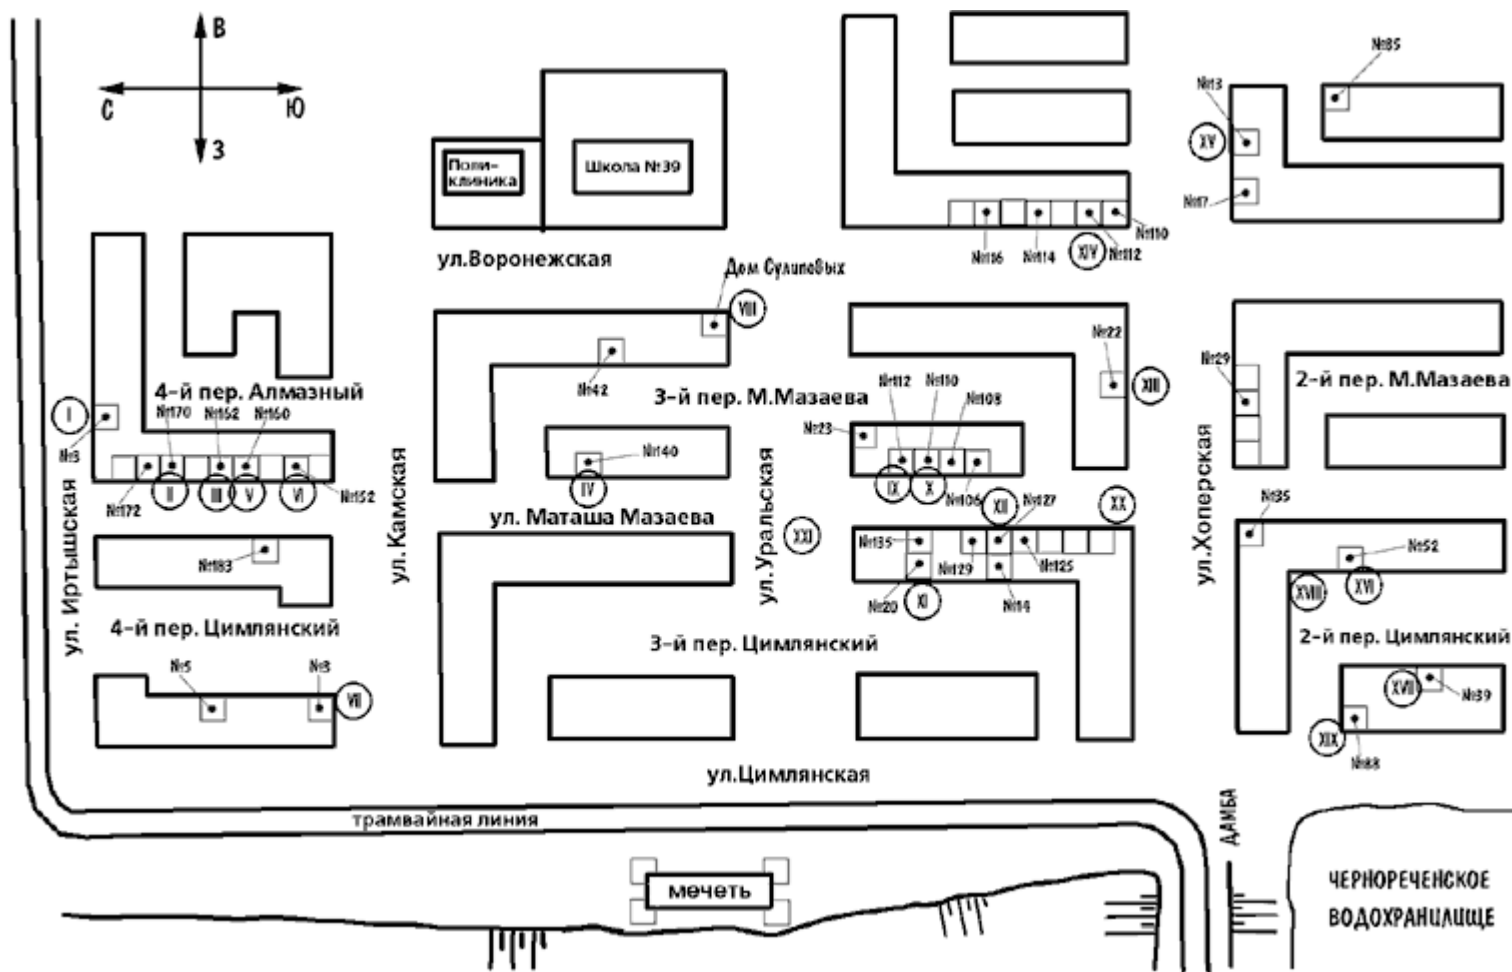 В
С
Ю
З
Поли-
клиника
Школа №39
№85
№13
XV
№17
№116
№114
XIV
№112
№110
ул.Воронежская
Дом Сулиповых
VIII
№42
4-й пер. Алмазный
I
№3
№170
№162
№160
№172
II
III
V
VI
№152
3-й пер. М.Мазаева
№23
№112
№110
№108
IX
X
№106
№22
XIII
№29
2-й пер. М.Мазаева
№140
IV
ул. Маташа Мазаева
ул. Иртышская
ул.Камская
ул.Уральская
ул.Хоперская
№183
XXI
XII
№127
XX
№135
№129
№125
№20
XI
№14
№35
№52
XVIII
XVI
4-й пер. Цимлянский
3-й пер. Цимлянский
2-й пер. Цимлянский
№5
№3
VII
XVII
№39
XIX
№88
ул.Цимлянская
трамвайная линия
мечеть
ДАМБА
ЧЕРНОРЕЧЕНСКОЕ
ВОДОХРАНИЛИЩЕ